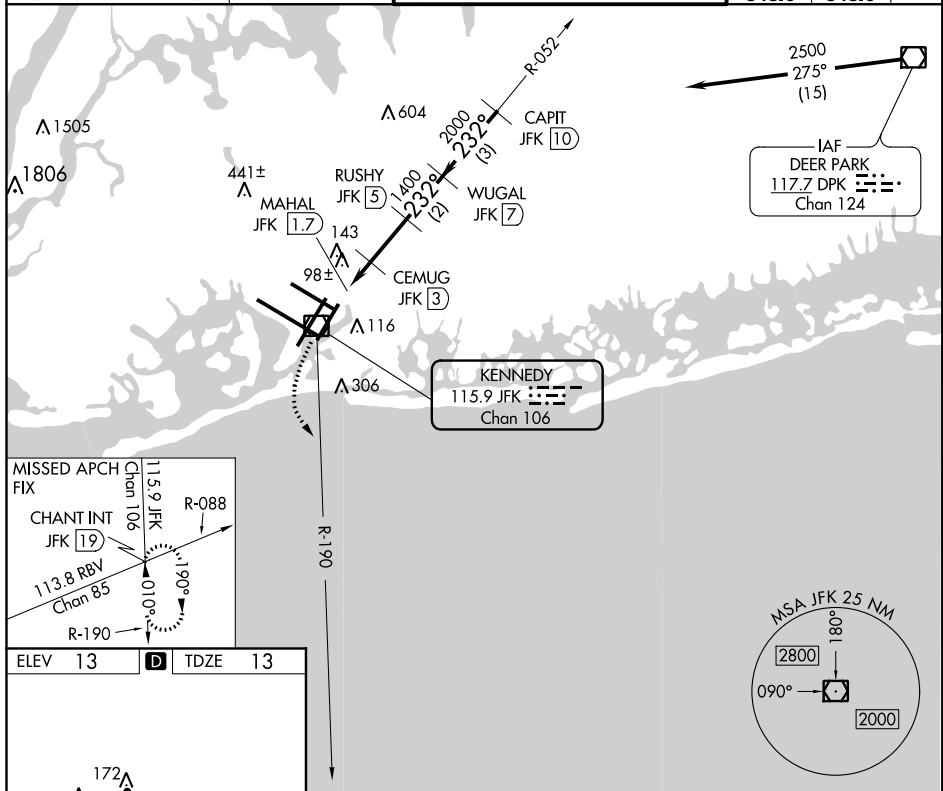 R-052
2500
275°
(15)
1505
604
2000
232°
(3)
CAPIT
JFK 10
IAF
DEER PARK
117.7 DPK
Chan 124
1806
441±
RUSHY
JFK 5
1400
232°
(2)
WUGAL
JFK 7
MAHAL
JFK 1.7
143
98±
CEMUG
JFK 3
116
306
KENNEDY
115.9 JFK
Chan 106
R-190
MISSED APCH
FIX
115.9 JFK
Chan 106
CHANT INT
JFK 19
R-088
113.8 RBV
Chan 85
190°
010°
R-190
MSA JFK 25 NM
180°
2800
090°
2000
ELEV 13 D TDZE 13
172